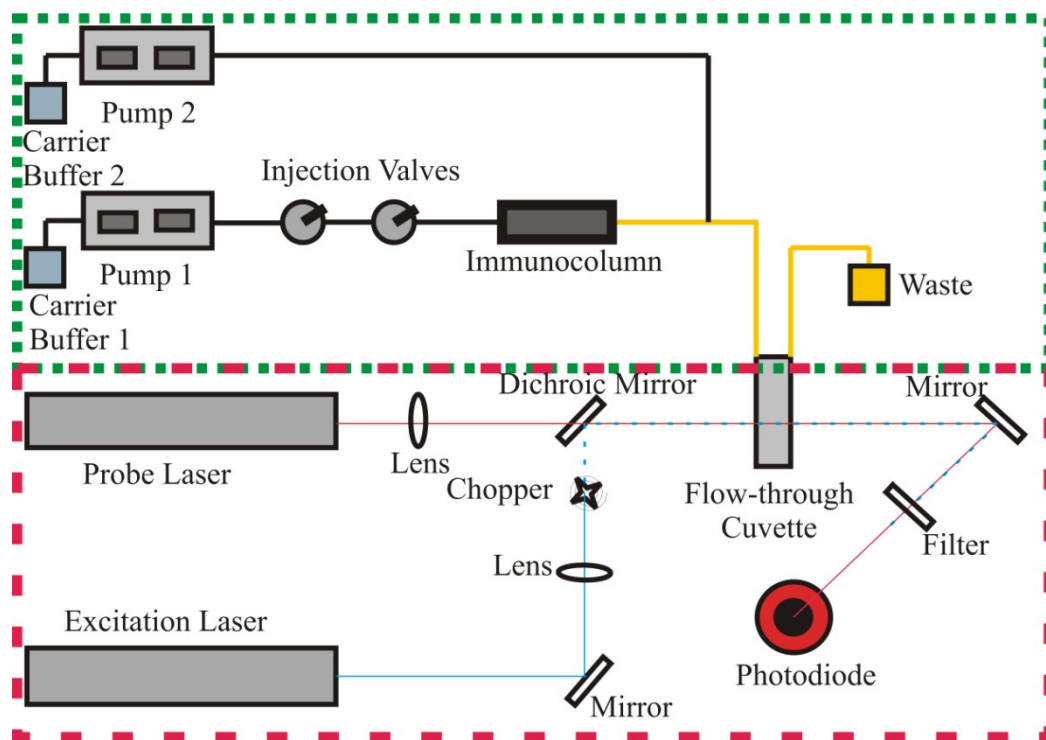 Pump 2
Carrier
Buffer 2
Injection Valves
Pump 1
Immunocolumn
Waste
Carrier
Buffer 1
Dichroic Mirror
Mirror
Probe Laser
Lens
Chopper
Flow-through
Cuvette
Filter
Lens
Excitation Laser
Photodiode
Mirror